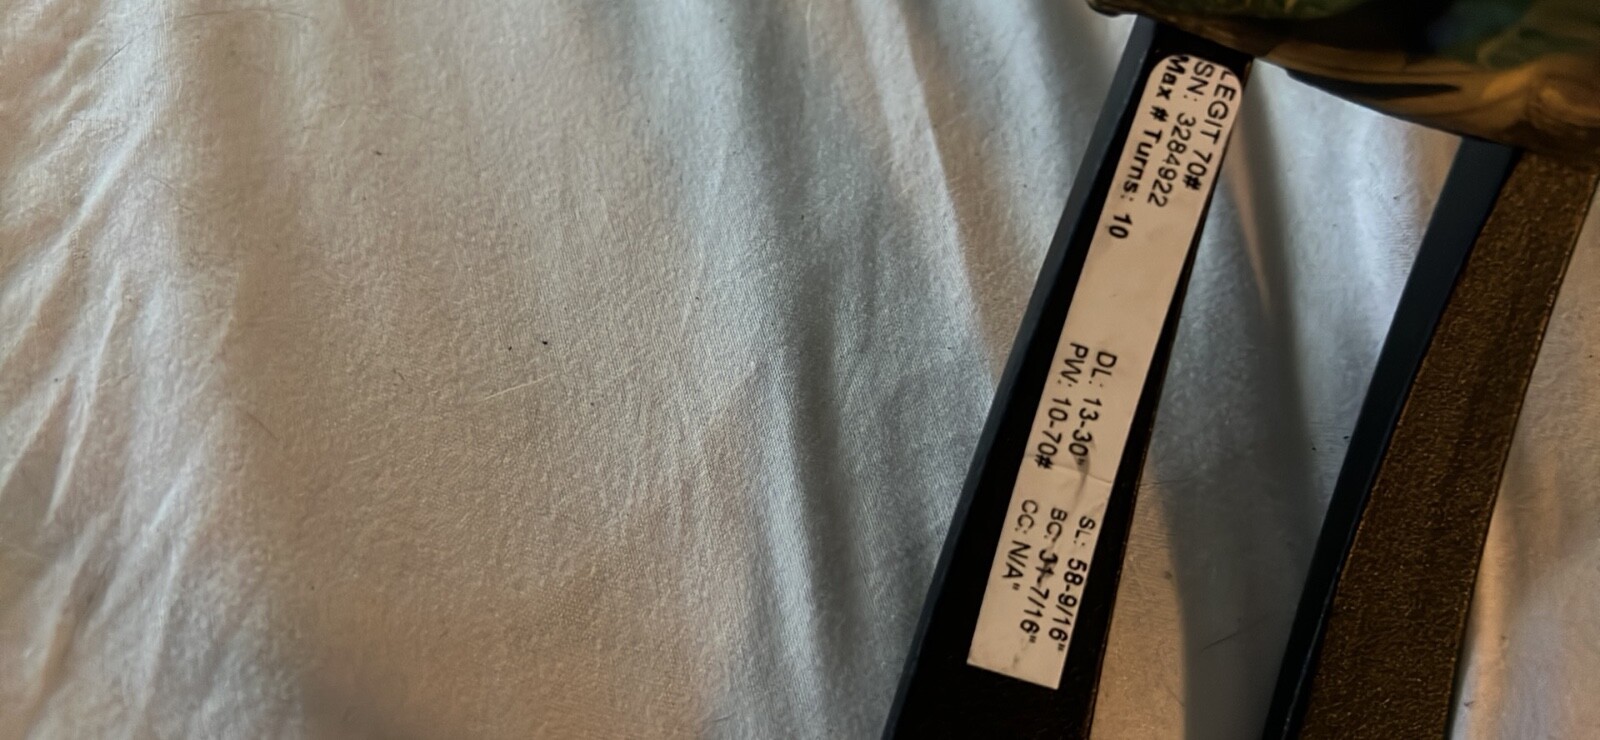 LEGIT 70#
SN: 3284922
Max # Turns: 10
DL: 13-30"
PW: 10-70#
SL: 58-9/16"
BC: 31-7/16"
CC: N/A"